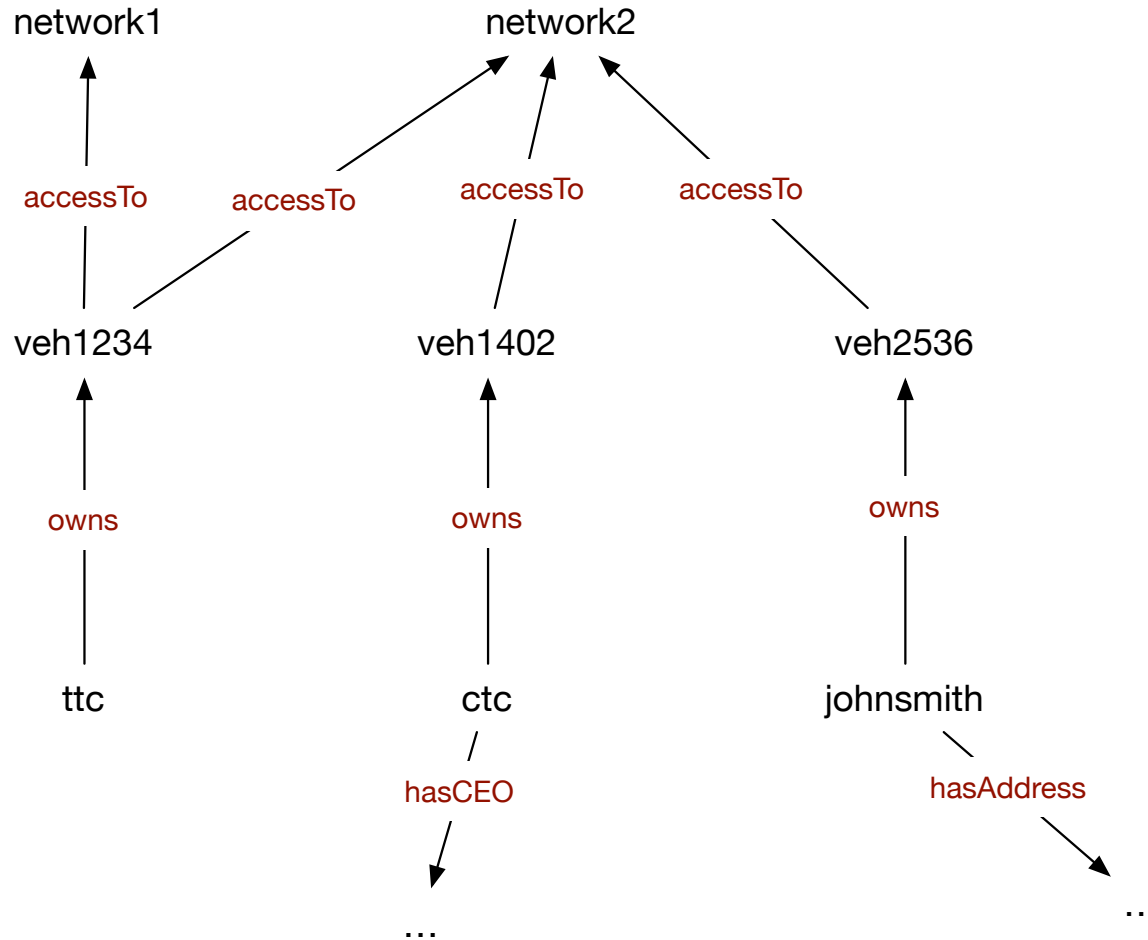 network1 network2
accessTo accessTo accessTo accessTo
veh1234 veh1402 veh2536
owns owns owns
ttc ctc johnsmith
hasCEO hasAddress
... ..